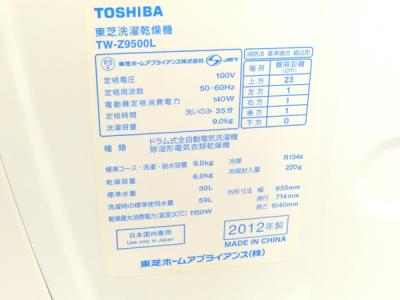 TOSHIBA
東芝洗濯乾燥機
TW-Z9500L
PS E
JET
東芝ホームアプライアンス(株)
定格電圧 100V
定格周波数 50-60Hz
電動機定格消費電力 140W
定格時間 洗いのみ 35分
洗濯容量 9.0kg
消防法 基準適合 組込形
場所 離隔距離(cm)
上方 23
左方 1
右方 1
後方 1
下方 0
種類 ドラム式全自動電気洗濯機
除湿形電気衣類乾燥機
標準コース・洗濯・脱水容量 9.0kg
乾燥容量 6.0kg
標準水量 30L
洗濯時の標準使用水量 59L
乾燥最大消費電力(室温30℃) 1150W
冷媒 R134a
冷媒封入量 220g
外形寸法 幅 655mm
奥行 714mm
高さ 1040mm
日本国内専用
Use only in Japan
2012年製
MADE IN CHINA
東芝ホームアプライアンス(株)